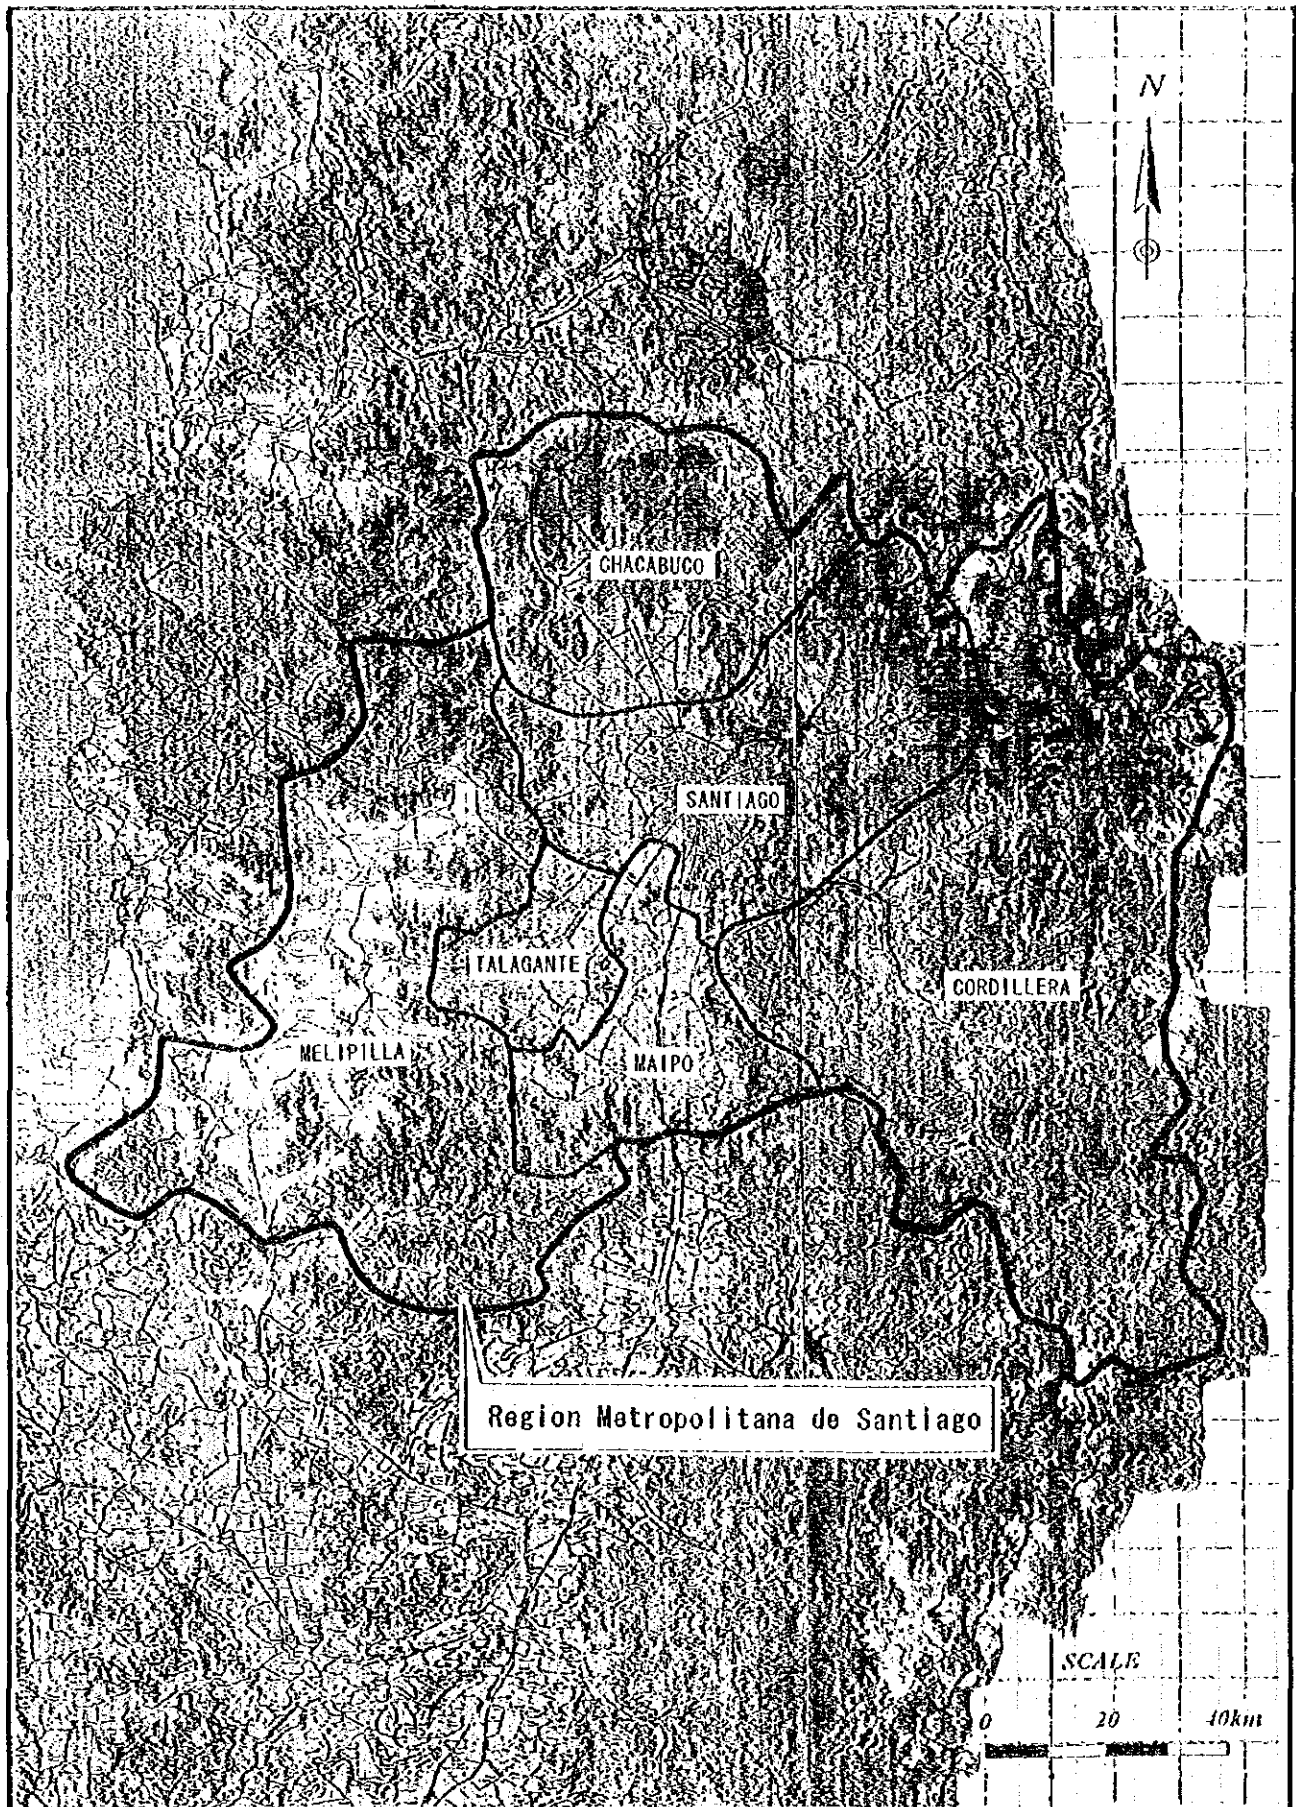 N
CHACABUCO
SANTIAGO
TALAGANTE
CORDILLERA
MELIPILLA
MAIPO
Region Metropolitana de Santiago
SCALE
0 20 40km